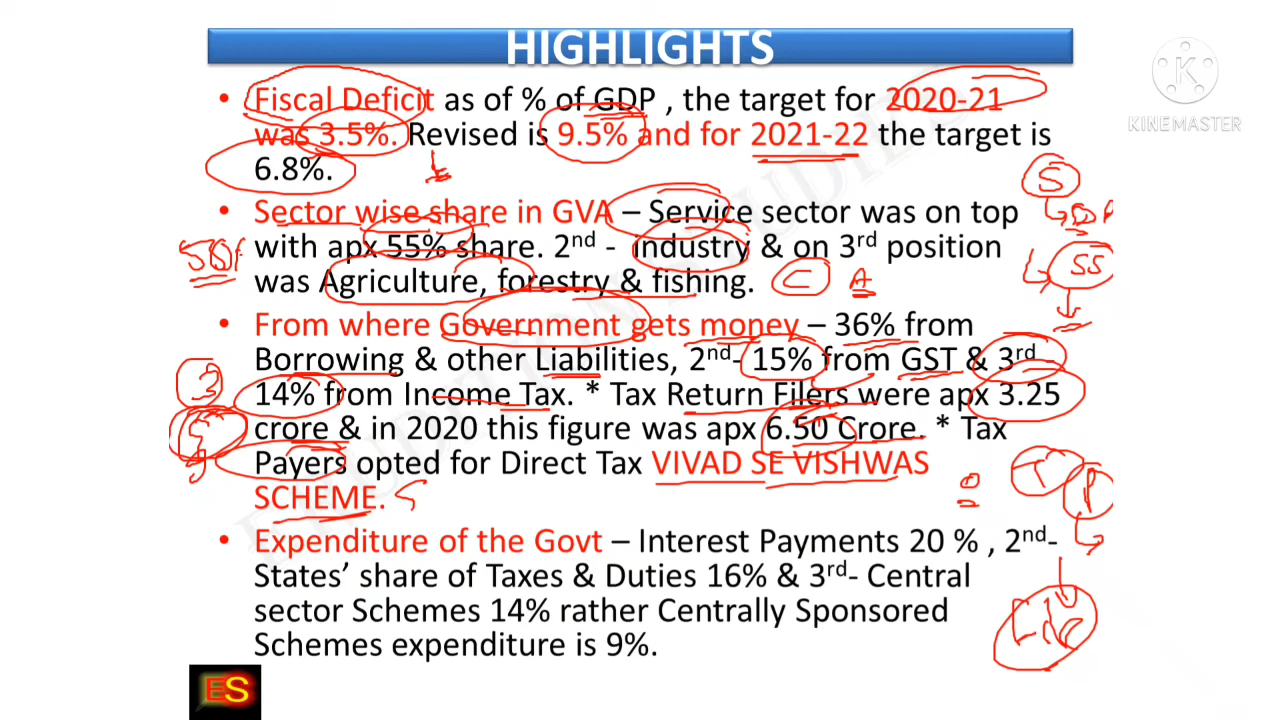 HIGHLIGHTS
KINEMASTER
• Fiscal Deficit as of % of GDP , the target for 2020-21
was 3.5%. Revised is 9.5% and for 2021-22 the target is
6.8%.
• Sector wise share in GVA – Service sector was on top
with apx 55% share. 2nd - industry & on 3rd position
was Agriculture, forestry & fishing.
• From where Government gets money – 36% from
Borrowing & other Liabilities, 2nd- 15% from GST & 3rd-
14% from Income Tax. * Tax Return Filers were apx 3.25
crore & in 2020 this figure was apx 6.50 Crore. * Tax
Payers opted for Direct Tax VIVAD SE VISHWAS
SCHEME.
• Expenditure of the Govt – Interest Payments 20 % , 2nd-
States' share of Taxes & Duties 16% & 3rd- Central
sector Schemes 14% rather Centrally Sponsored
Schemes expenditure is 9%.
S
55
C
A
3
T
P
ES